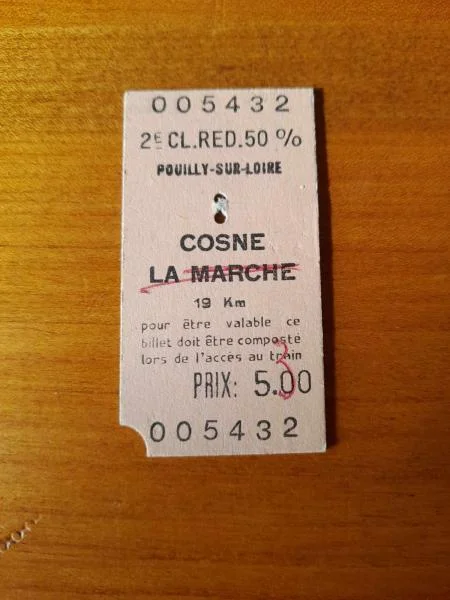 005432
2E CL.RED.50 %
POUILLY-SUR-LOIRE
COSNE
LA MARCHE
19 Km
pour être valable ce
billet doit être composté
lors de l'accès au train
3
PRIX: 5.00
005432